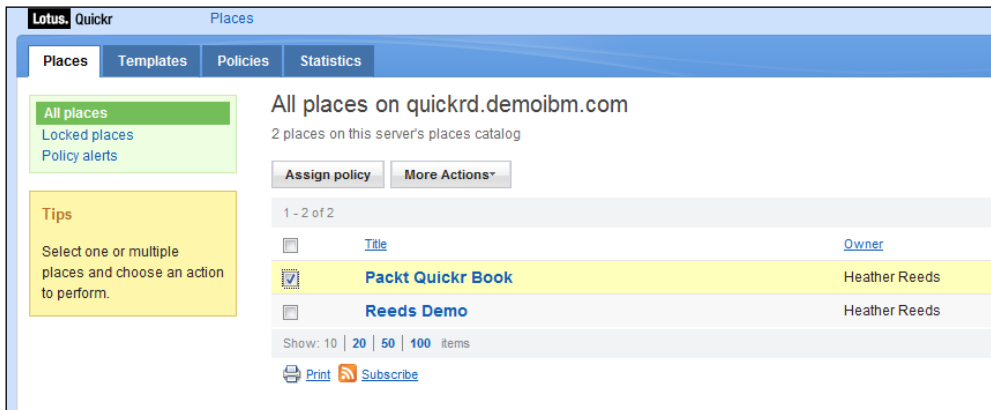 Lotus. Quickr Places
Places Templates Policies Statistics
All places
Locked places
Policy alerts
Tips
Select one or multiple
places and choose an action
to perform.
All places on quickrd.demoibm.com
2 places on this server's places catalog
Assign policy More Actions
1 - 2 of 2
Title Owner
Packt Quickr Book Heather Reeds
Reeds Demo Heather Reeds
Show: 10 | 20 | 50 | 100 items
Print Subscribe